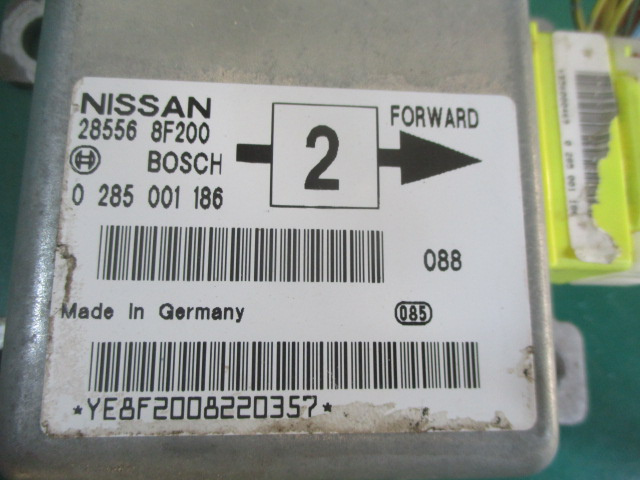 NISSAN
28556 8F200
BOSCH
0 285 001 186
2
FORWARD
088
Made in Germany
085
*YE8F2008220357*